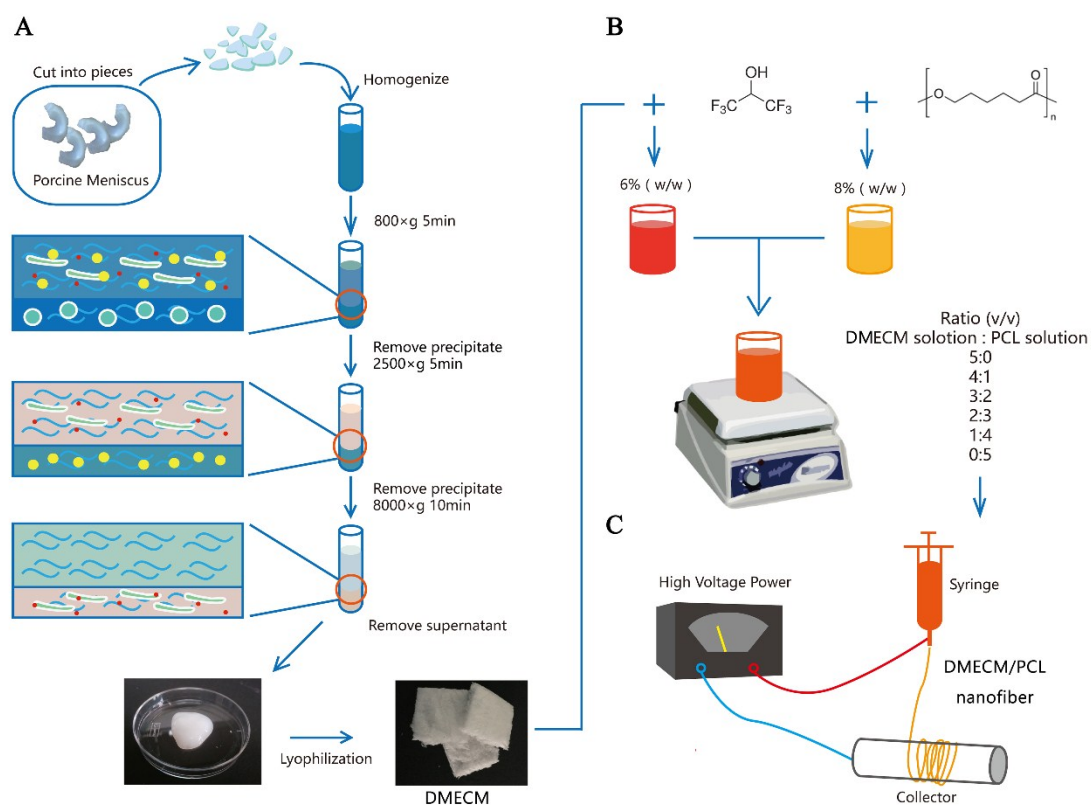 A
Cut into pieces
Porcine Meniscus
Homogenize
800×g 5min
Remove precipitate
2500×g 5min
Remove precipitate
8000×g 10min
Remove supernatant
Lyophilization
DMECM
B
+
OH
F₃C
CF₃
+
O
O
n
6% ( w/w )
8% ( w/w )
Ratio (v/v)
DMECM solotion : PCL solution
5:0
4:1
3:2
2:3
1:4
0:5
C
High Voltage Power
Syringe
DMECM/PCL
nanofiber
Collector